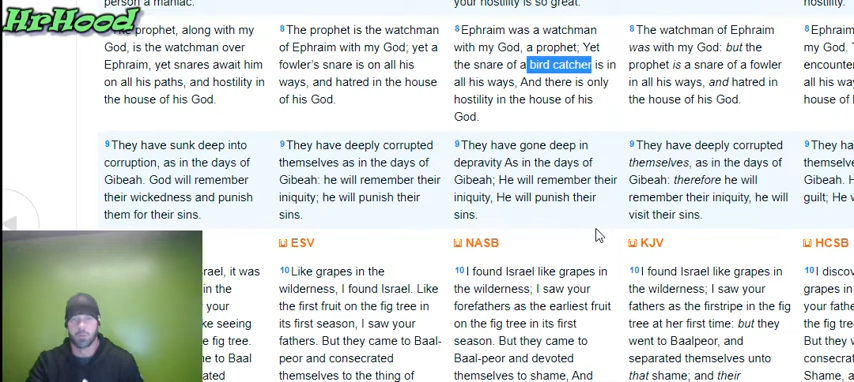 person a maniac.
your hostility is so great.
hostility.
HrHood
The prophet, along with my
God, is the watchman over
Ephraim, yet snares await him
on all his paths, and hostility in
the house of his God.
8 The prophet is the watchman
of Ephraim with my God; yet a
fowler's snare is on all his
ways, and hatred in the house
of his God.
8 Ephraim was a watchman
with my God, a prophet; Yet
the snare of a bird catcher is in
all his ways, And there is only
hostility in the house of his
God.
8 The watchman of Ephraim
was with my God: but the
prophet is a snare of a fowler
in all his ways, and hatred in
the house of his God.
8 Ephraim
my God.
encounter
all his way
in the hous
9 They have sunk deep into
corruption, as in the days of
Gibeah. God will remember
their wickedness and punish
them for their sins.
9 They have deeply corrupted
themselves as in the days of
Gibeah: he will remember their
iniquity; he will punish their
sins.
9 They have gone deep in
depravity As in the days of
Gibeah; He will remember their
iniquity, He will punish their
sins.
9 They have deeply corrupted
themselves, as in the days of
Gibeah: therefore he will
remember their iniquity, he will
visit their sins.
9 They ha
themselve
Gibeah. H
guilt; He w
ESV
NASB
KJV
HCSB
rael, it was
in the
your
ke seeing
e fig tree.
e to Baal
ated
10 Like grapes in the
wilderness, I found Israel. Like
the first fruit on the fig tree in
its first season, I saw your
fathers. But they came to Baal-
peor and consecrated
themselves to the thing of
10 I found Israel like grapes in
the wilderness; I saw your
forefathers as the earliest fruit
on the fig tree in its first
season. But they came to
Baal-peor and devoted
themselves to shame, And
10 I found Israel like grapes in
the wilderness; I saw your
fathers as the firstripe in the fig
tree at her first time: but they
went to Baalpeor, and
separated themselves unto
that shame; and their
10 I discov
like grapes
your father
the fig tree
But they w
consecrat
Shame, a